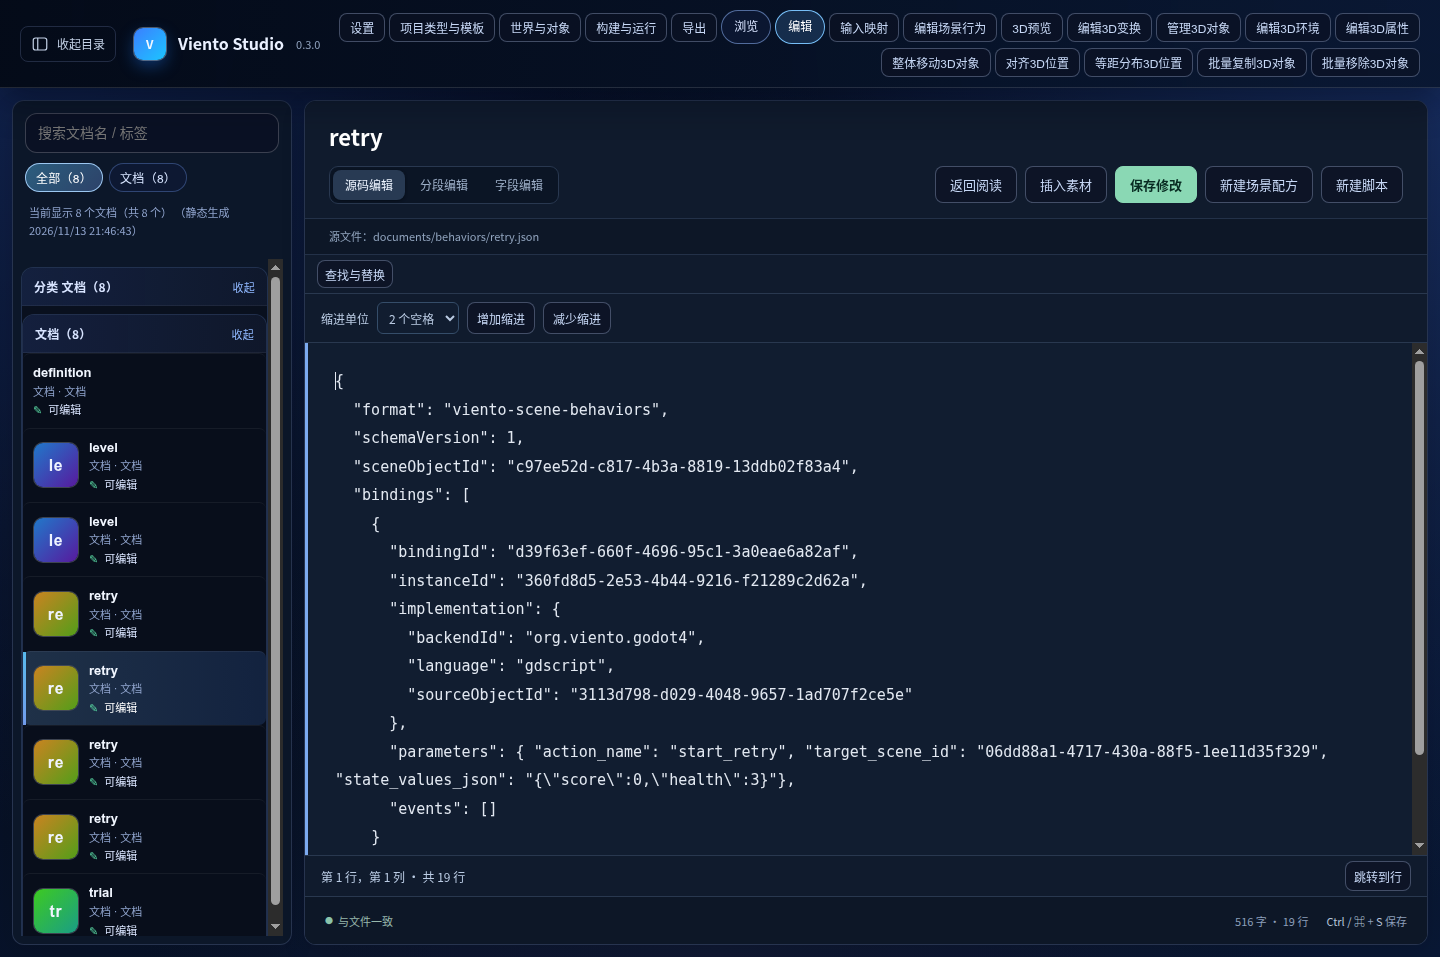 收起目录
V
Viento Studio
0.3.0
设置
项目类型与模板
世界与对象
构建与运行
导出
浏览
编辑
输入映射
编辑场景行为
3D预览
编辑3D变换
管理3D对象
编辑3D环境
编辑3D属性
整体移动3D对象
对齐3D位置
等距分布3D位置
批量复制3D对象
批量移除3D对象
搜索文档名 / 标签
全部（8）
文档（8）
当前显示 8 个文档（共 8 个）（静态生成
2026/11/13 21:46:43）
分类 文档（8）
收起
文档（8）
收起
definition
文档 · 文档
✎ 可编辑
le
level
文档 · 文档
✎ 可编辑
le
level
文档 · 文档
✎ 可编辑
re
retry
文档 · 文档
✎ 可编辑
re
retry
文档 · 文档
✎ 可编辑
re
retry
文档 · 文档
✎ 可编辑
re
retry
文档 · 文档
✎ 可编辑
tr
trial
文档 · 文档
✎ 可编辑
retry
源码编辑
分段编辑
字段编辑
返回阅读
插入素材
保存修改
新建场景配方
新建脚本
源文件：documents/behaviors/retry.json
查找与替换
缩进单位
2 个空格
增加缩进
减少缩进
{
  "format": "viento-scene-behaviors",
  "schemaVersion": 1,
  "sceneObjectId": "c97ee52d-c817-4b3a-8819-13ddb02f83a4",
  "bindings": [
    {
      "bindingId": "d39f63ef-660f-4696-95c1-3a0eae6a82af",
      "instanceId": "360fd8d5-2e53-4b44-9216-f21289c2d62a",
      "implementation": {
        "backendId": "org.viento.godot4",
        "language": "gdscript",
        "sourceObjectId": "3113d798-d029-4048-9657-1ad707f2ce5e"
      },
      "parameters": { "action_name": "start_retry", "target_scene_id": "06dd88a1-4717-430a-88f5-1ee11d35f329",
"state_values_json": "{\"score\":0,\"health\":3}"},
      "events": []
    }
第 1 行，第 1 列 · 共 19 行
跳转到行
与文件一致
516 字 · 19 行
Ctrl / ⌘ + S 保存